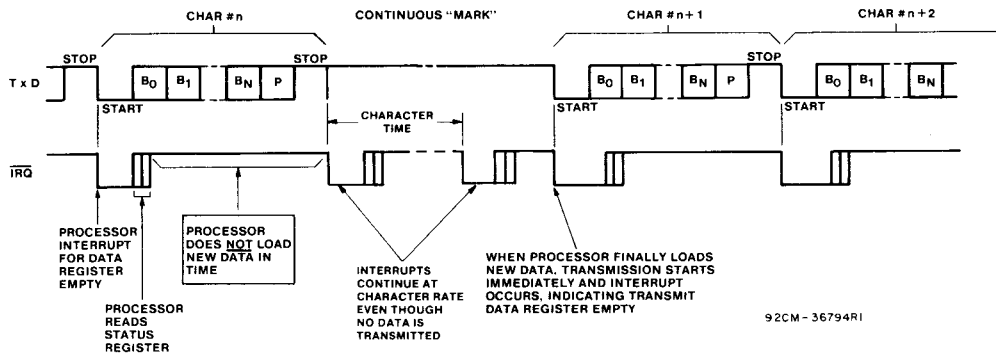 CHAR #n
CONTINUOUS "MARK"
CHAR #n+1
CHAR #n+2
STOP
STOP
STOP
T x D
B0
B1
BN
P
B0
B1
BN
P
B0
B1
BN
START
START
START
CHARACTER
TIME
IRQ
PROCESSOR
INTERRUPT
FOR DATA
REGISTER
EMPTY
PROCESSOR
READS
STATUS
REGISTER
PROCESSOR
DOES NOT LOAD
NEW DATA IN
TIME
INTERRUPTS
CONTINUE AT
CHARACTER RATE
EVEN THOUGH
NO DATA IS
TRANSMITTED
WHEN PROCESSOR FINALLY LOADS
NEW DATA, TRANSMISSION STARTS
IMMEDIATELY AND INTERRUPT
OCCURS, INDICATING TRANSMIT
DATA REGISTER EMPTY
92CM-36794RI